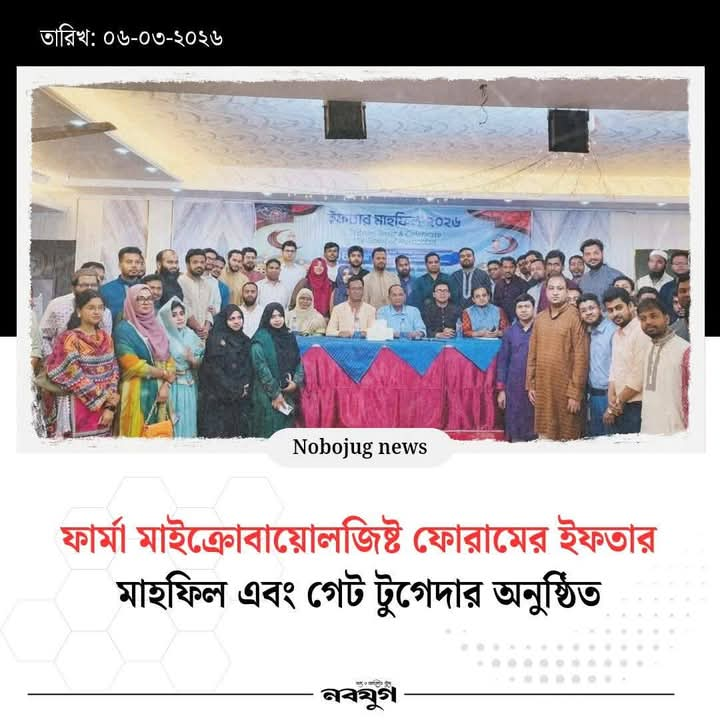 তারিখ: ০৬-০৩-২০২৬
ইফতার মাহফিল ২০২৬
Nobojug news
ফার্মা মাইক্রোবায়োলজিষ্ট ফোরামের ইফতার
মাহফিল এবং গেট টুগেদার অনুষ্ঠিত
নবযুগ